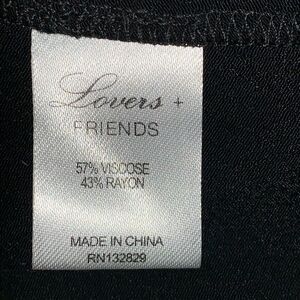 Lovers +
FRIENDS
57% VISCOSE
43% RAYON
MADE IN CHINA
RN132829